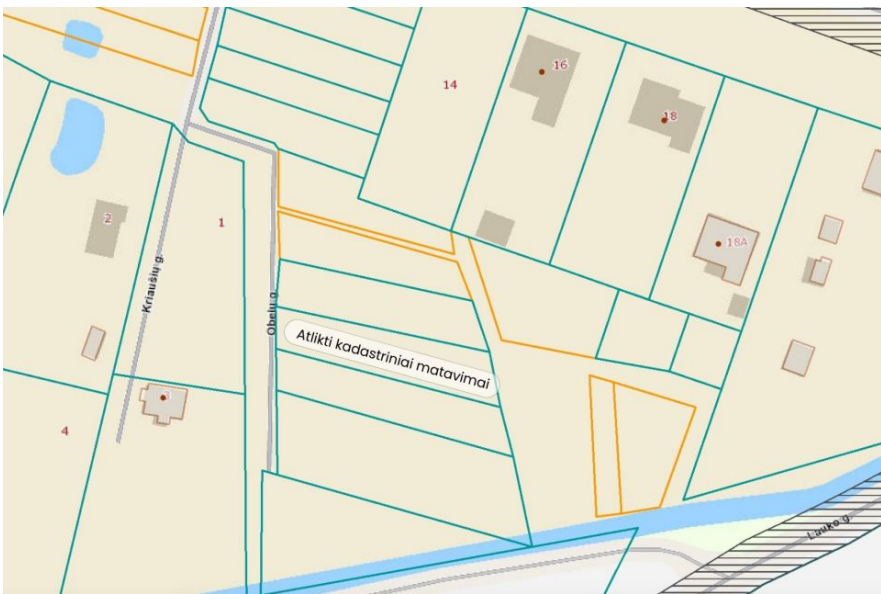 16
14
18
2
1
18A
Kriaušių g.
Obelų g.
Atlikti kadastriniai matavimai
4
Lauko g.